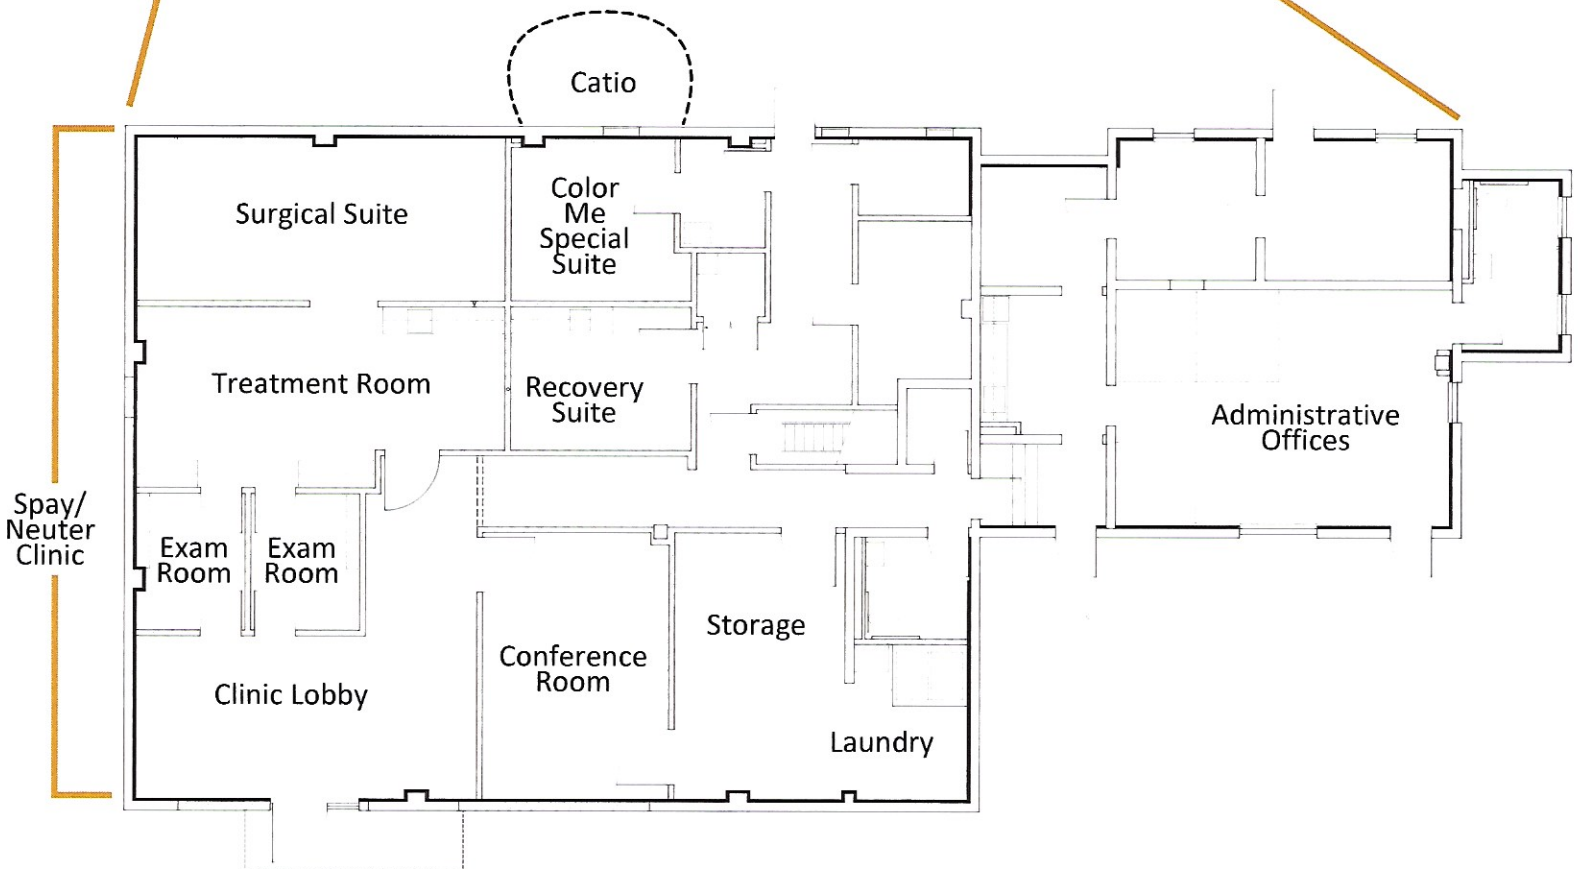 Catio
Surgical Suite
Color
Me
Special
Suite
Treatment Room
Recovery
Suite
Administrative
Offices
Spay/
Neuter
Clinic
Exam
Room
Exam
Room
Storage
Conference
Room
Clinic Lobby
Laundry